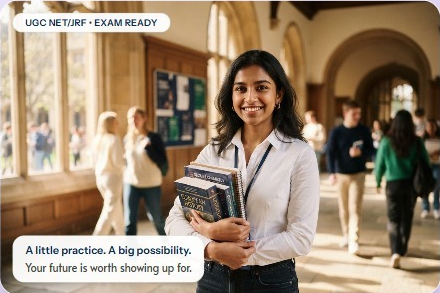 UGC NET/JRF • EXAM READY
A little practice. A big possibility.
Your future is worth showing up for.